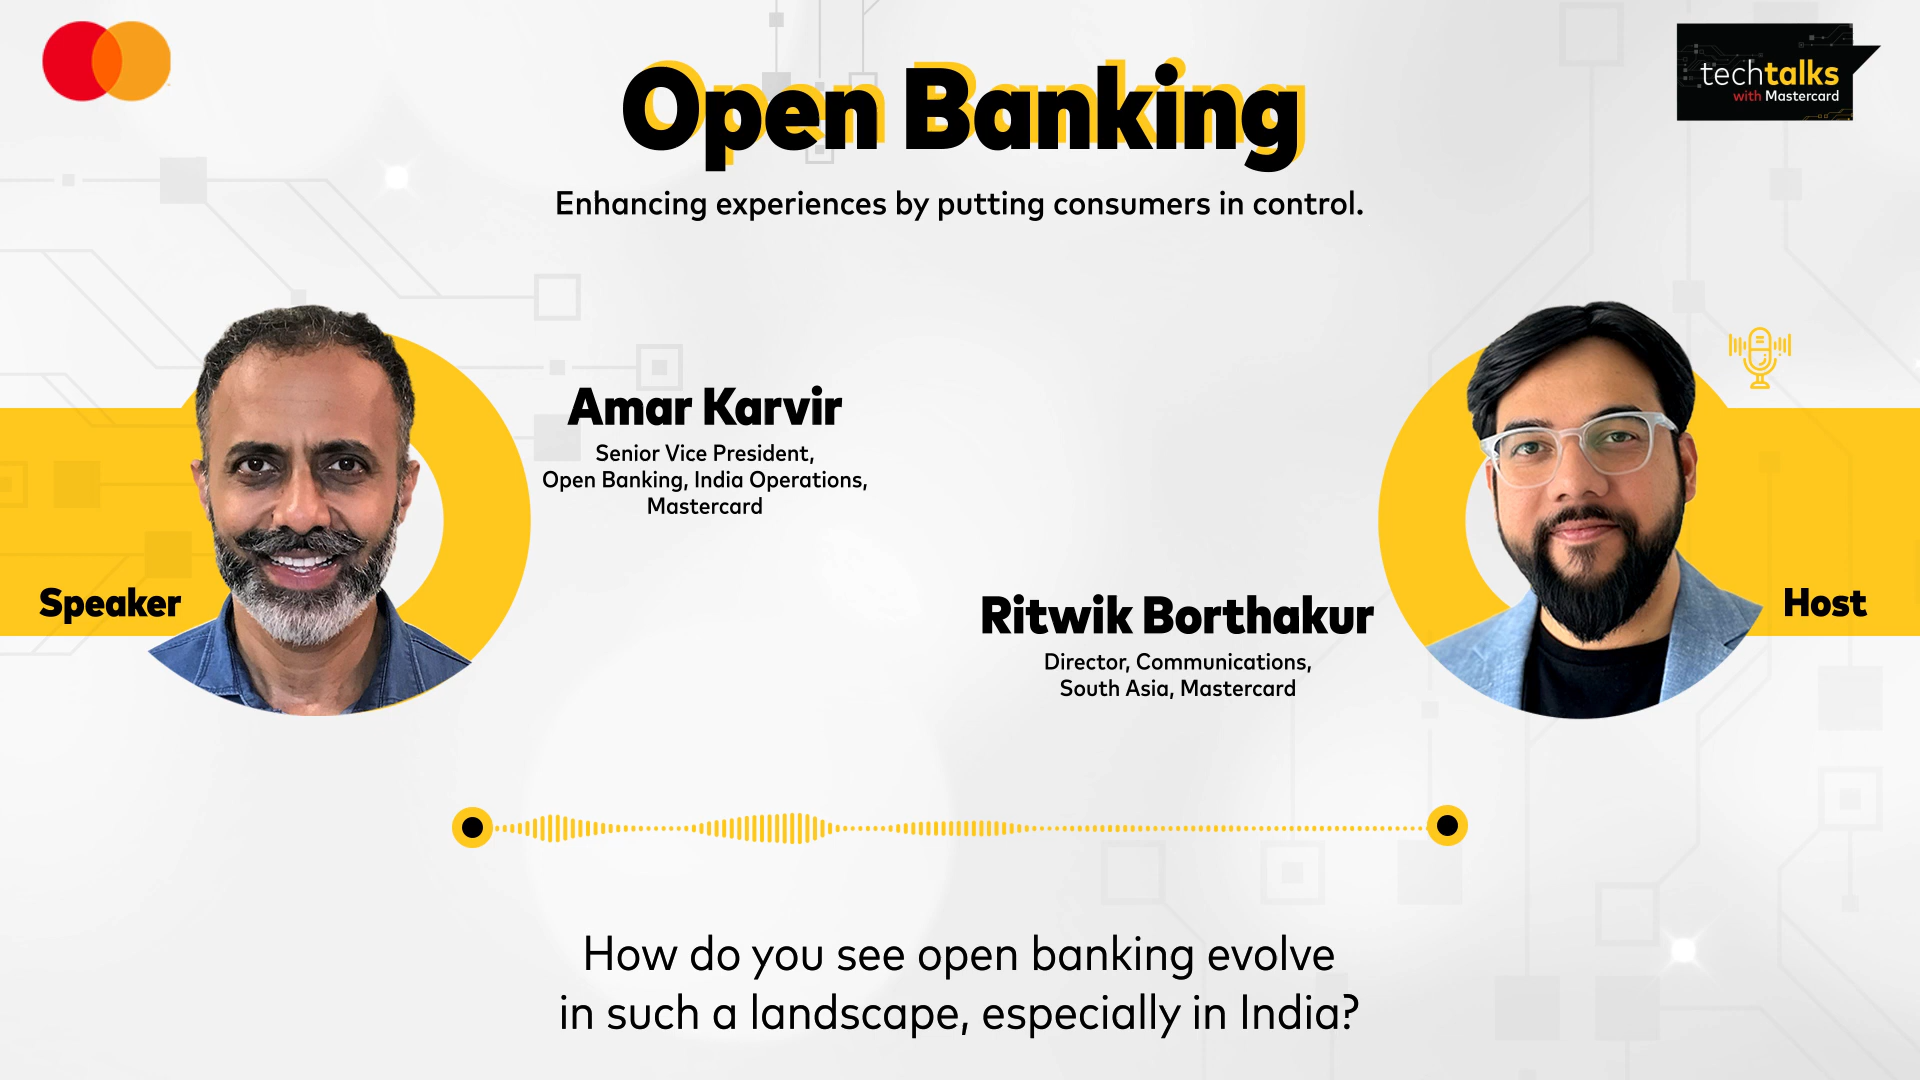 techtalks
with Mastercard
Open Banking
Enhancing experiences by putting consumers in control.
Amar Karvir
Senior Vice President,
Open Banking, India Operations,
Mastercard
Speaker
Ritwik Borthakur
Director, Communications,
South Asia, Mastercard
Host
How do you see open banking evolve
in such a landscape, especially in India?